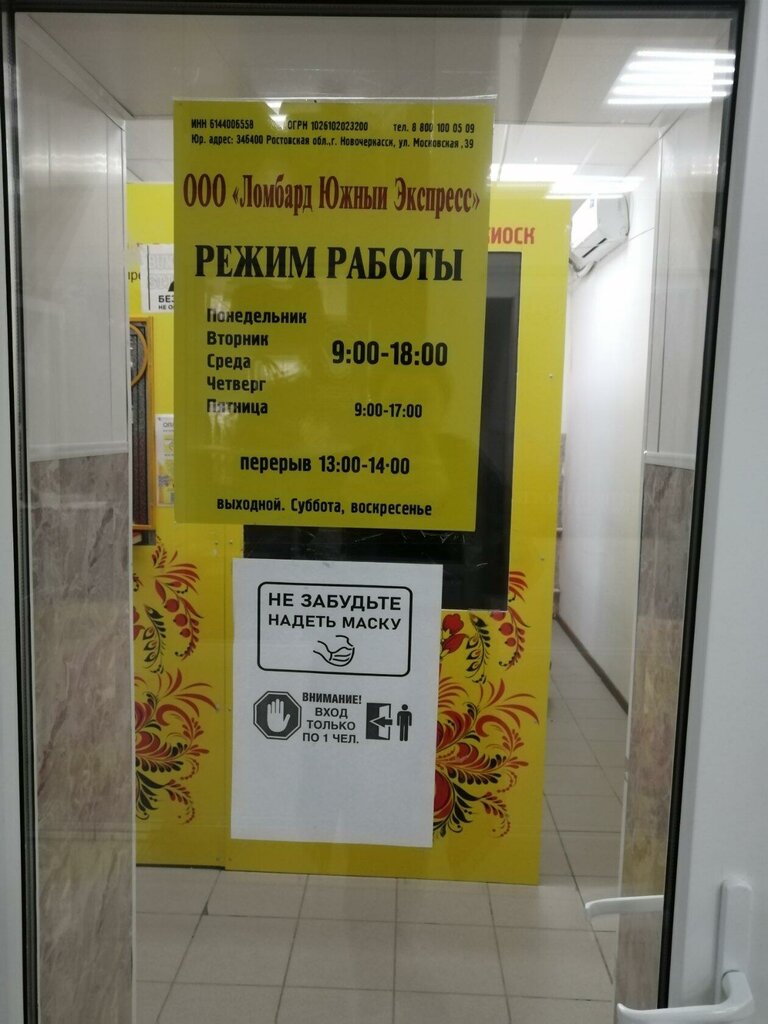 ИНН 6144006558 ОГРН 1026102023200 тел. 8 800 100 05 09
Юр. адрес: 346400 Ростовская обл., г. Новочеркасск, ул. Московская ,39
ООО «Ломбард Южный Экспресс»
РЕЖИМ РАБОТЫ
Понедельник
Вторник
Среда
9:00-18:00
Четверг
Пятница 9:00-17:00
перерыв 13:00-14:00
выходной. Суббота, воскресенье
КИОСК
НЕ ЗАБУДЬТЕ
НАДЕТЬ МАСКУ
ВНИМАНИЕ!
ВХОД
ТОЛЬКО
ПО 1 ЧЕЛ.